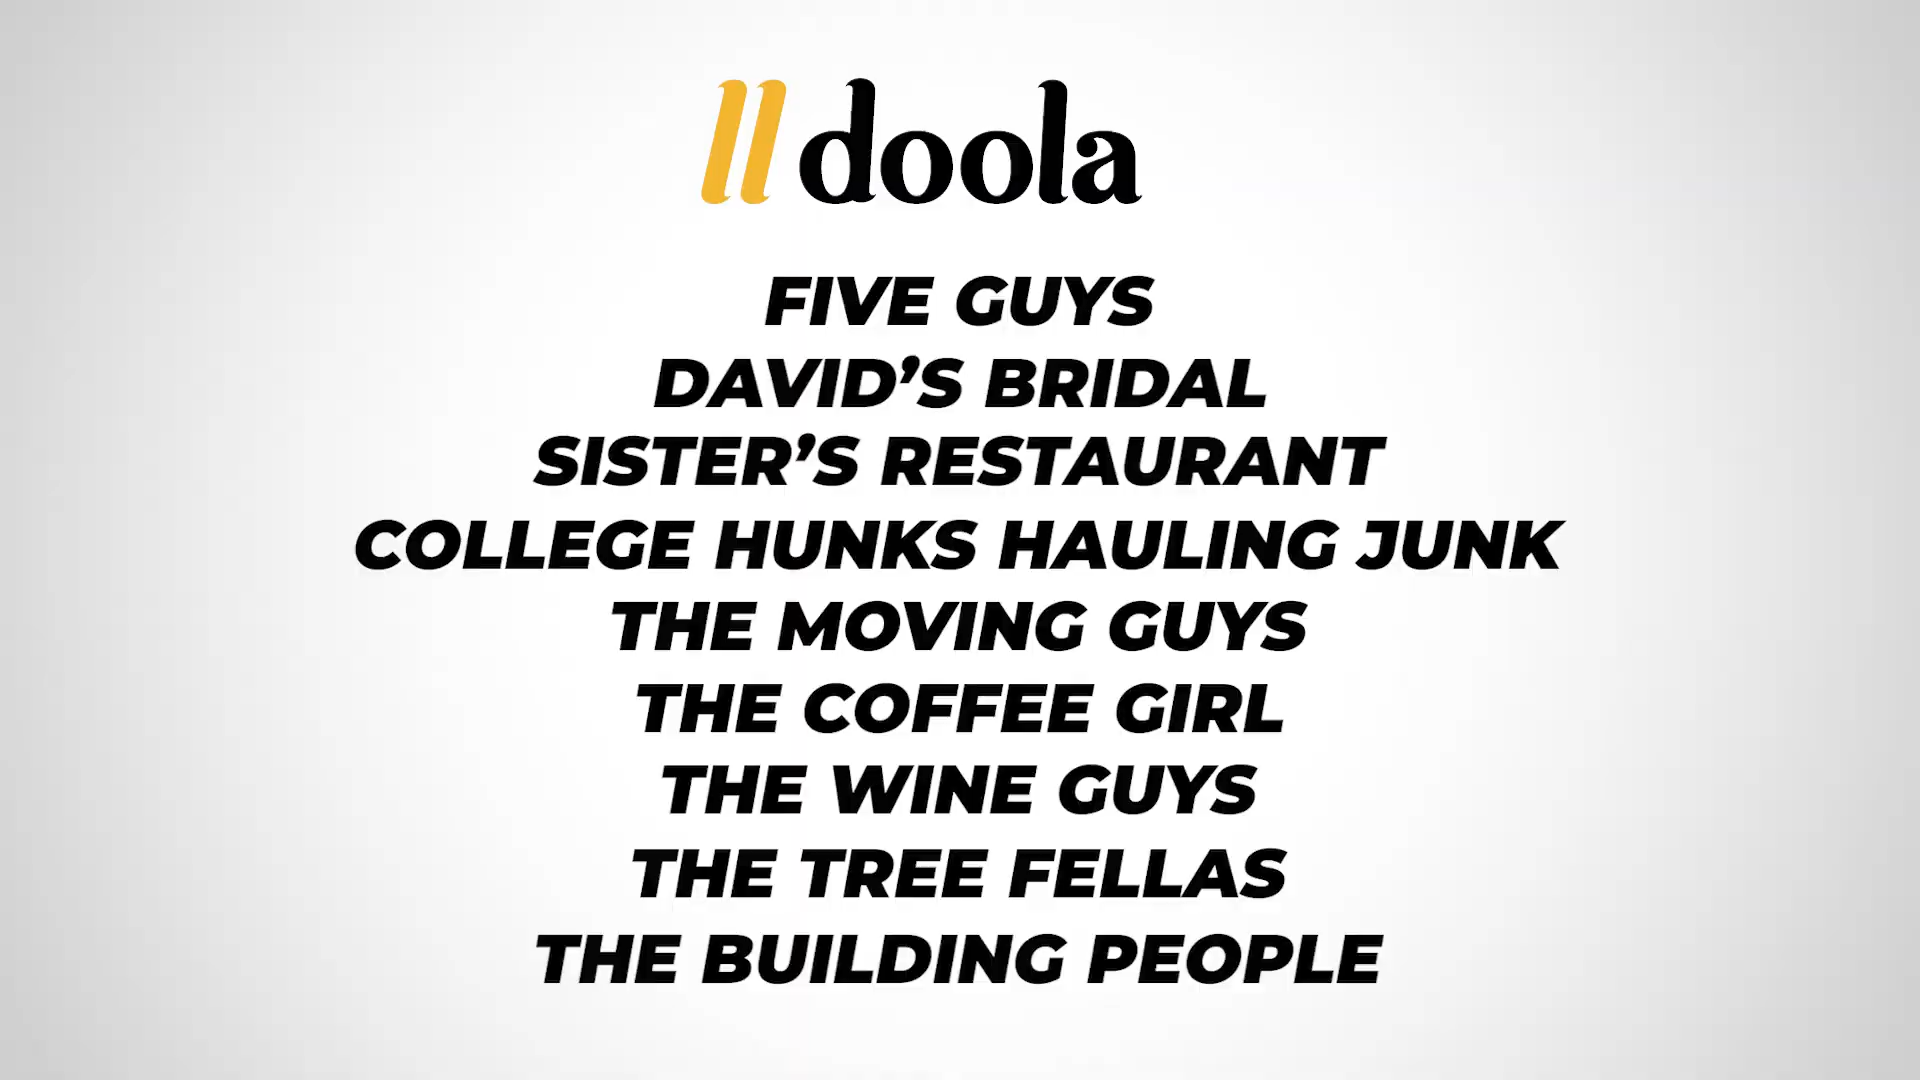 doola
FIVE GUYS
DAVID’S BRIDAL
SISTER’S RESTAURANT
COLLEGE HUNKS HAULING JUNK
THE MOVING GUYS
THE COFFEE GIRL
THE WINE GUYS
THE TREE FELLAS
THE BUILDING PEOPLE